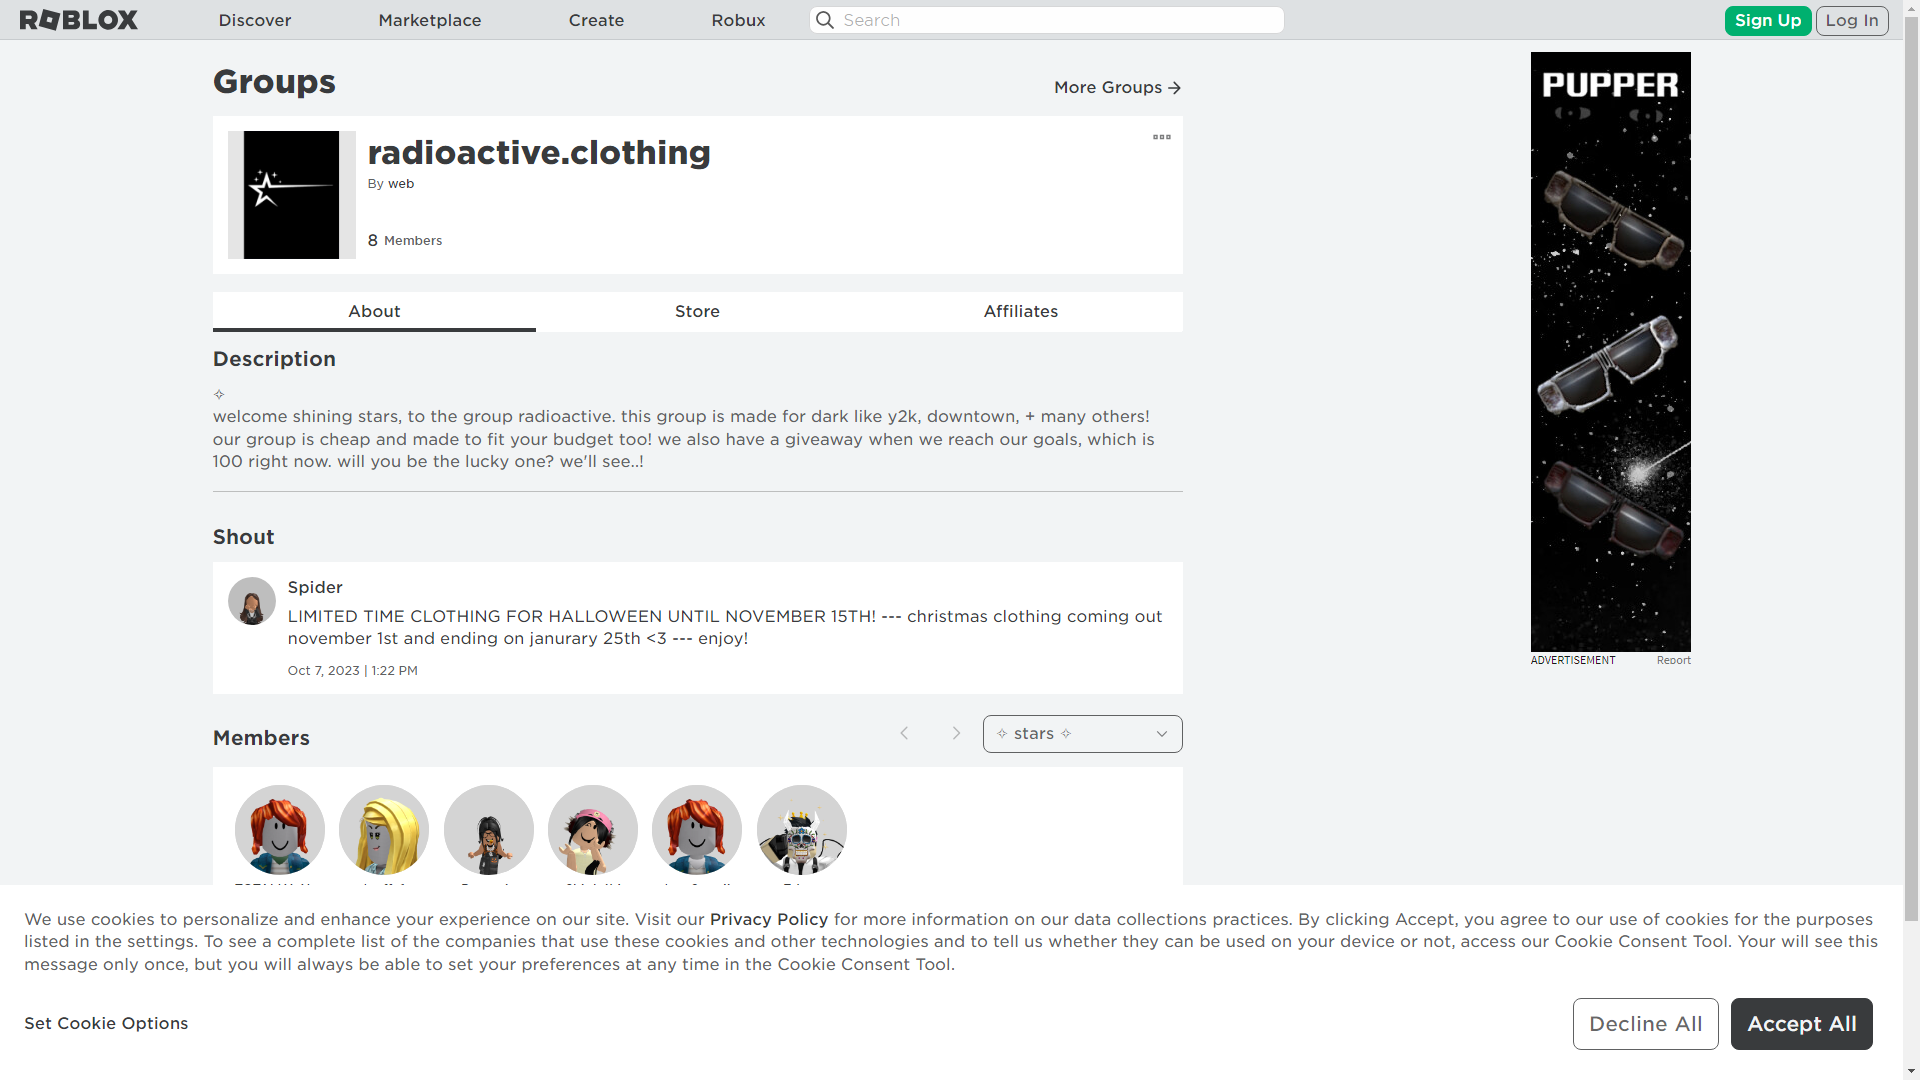 ROBLOX
Discover
Marketplace
Create
Robux
Search
Sign Up
Log In
Groups
More Groups
radioactive.clothing
By web
8 Members
About
Store
Affiliates
Description
✧
welcome shining stars, to the group radioactive. this group is made for dark like y2k, downtown, + many others!
our group is cheap and made to fit your budget too! we also have a giveaway when we reach our goals, which is
100 right now. will you be the lucky one? we'll see..!
Shout
Spider
LIMITED TIME CLOTHING FOR HALLOWEEN UNTIL NOVEMBER 15TH! --- christmas clothing coming out
november 1st and ending on janurary 25th <3 --- enjoy!
Oct 7, 2023 | 1:22 PM
Members
✧ stars ✧
PUPPER
ADVERTISEMENT
Report
We use cookies to personalize and enhance your experience on our site. Visit our Privacy Policy for more information on our data collections practices. By clicking Accept, you agree to our use of cookies for the purposes
listed in the settings. To see a complete list of the companies that use these cookies and other technologies and to tell us whether they can be used on your device or not, access our Cookie Consent Tool. Your will see this
message only once, but you will always be able to set your preferences at any time in the Cookie Consent Tool.
Set Cookie Options
Decline All
Accept All